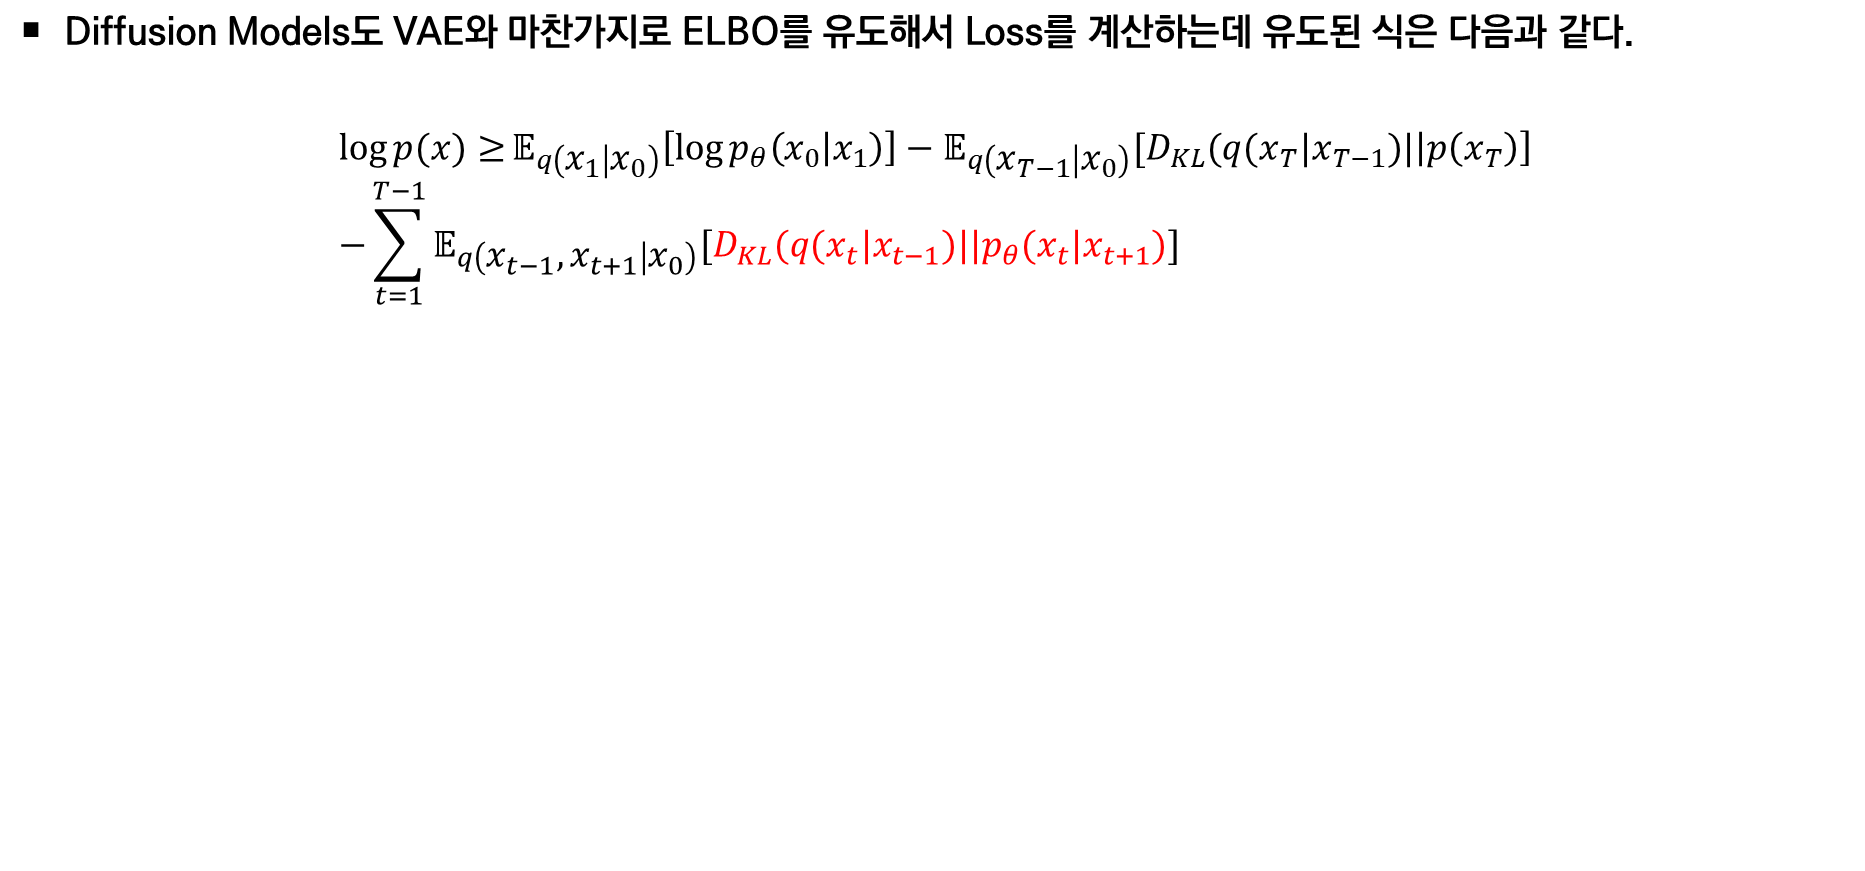 ▪ Diffusion Models도 VAE와 마찬가지로 ELBO를 유도해서 Loss를 계산하는데 유도된 식은 다음과 같다.
log p(x) ≥ 𝔼_{q(x_1|x_0)}[log p_θ(x_0|x_1)] − 𝔼_{q(x_{T−1}|x_0)}[D_{KL}(q(x_T|x_{T−1})||p(x_T)]
− ∑_{t=1}^{T−1} 𝔼_{q(x_{t−1}, x_{t+1}|x_0)}[D_{KL}(q(x_t|x_{t−1})||p_θ(x_t|x_{t+1})]